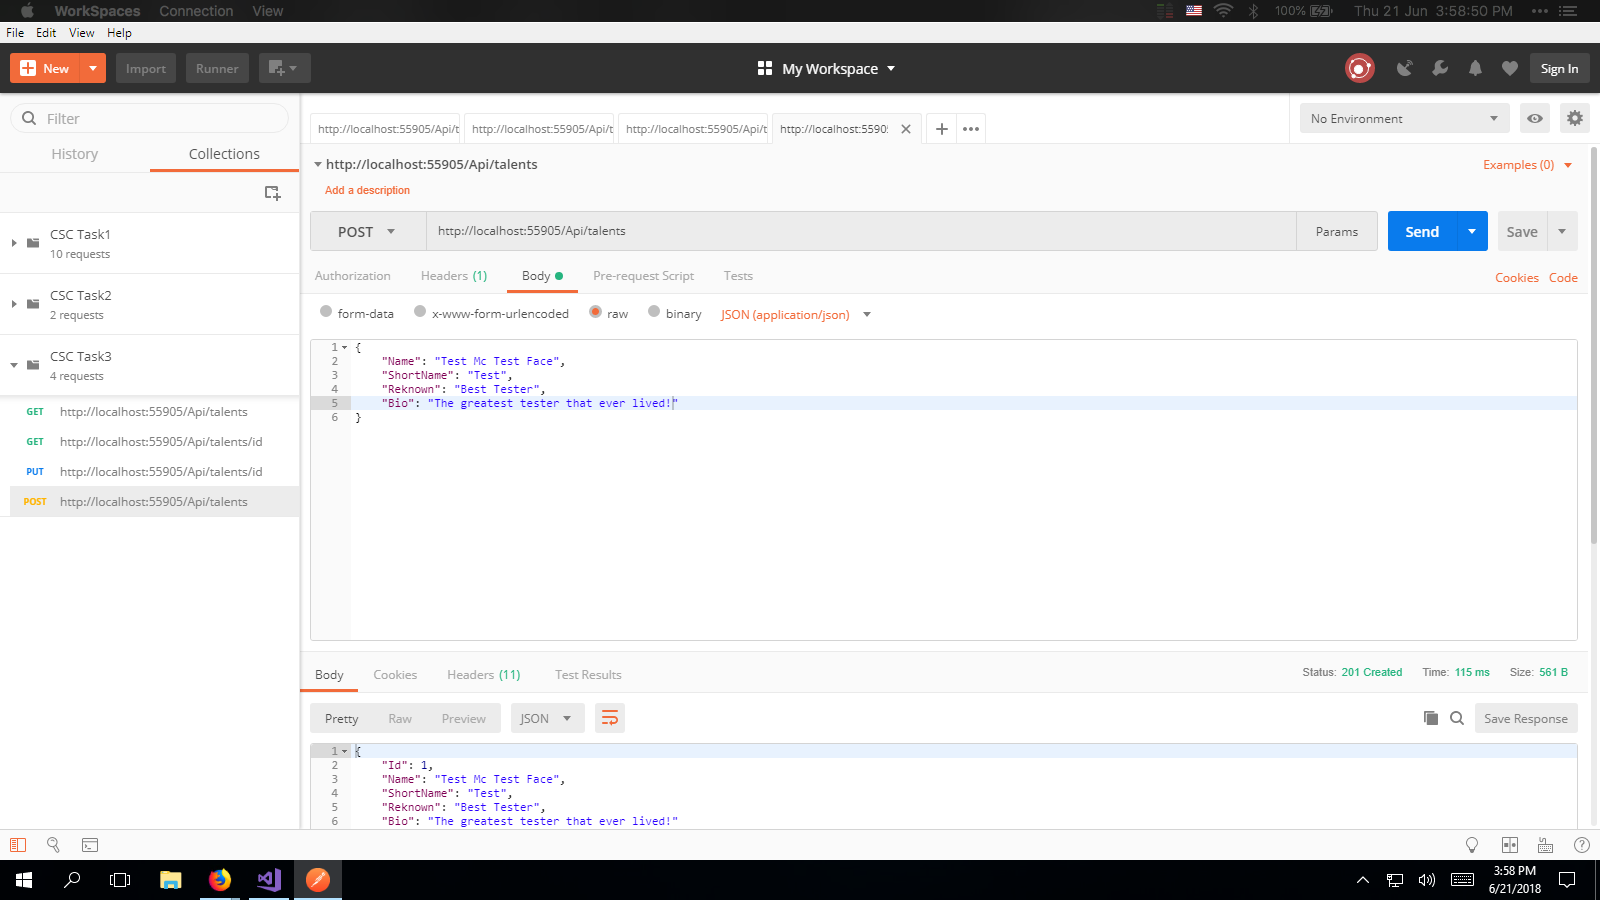 WorkSpaces Connection View 100% Thu 21 Jun 3:58:50 PM
File Edit View Help
New Import Runner My Workspace Sign In
Filter
History Collections
CSC Task1
10 requests
CSC Task2
2 requests
CSC Task3
4 requests
GET http://localhost:55905/Api/talents
GET http://localhost:55905/Api/talents/id
PUT http://localhost:55905/Api/talents/id
POST http://localhost:55905/Api/talents
http://localhost:55905/Api/t http://localhost:55905/Api/t http://localhost:55905/Api/t http://localhost:5590! No Environment
http://localhost:55905/Api/talents Examples (0)
Add a description
POST http://localhost:55905/Api/talents Params Send Save
Authorization Headers (1) Body Pre-request Script Tests Cookies Code
form-data x-www-form-urlencoded raw binary JSON (application/json)
1 {
2 "Name": "Test Mc Test Face",
3 "ShortName": "Test",
4 "Reknown": "Best Tester",
5 "Bio": "The greatest tester that ever lived!"
6 }
Body Cookies Headers (11) Test Results Status: 201 Created Time: 115 ms Size: 561 B
Pretty Raw Preview JSON Save Response
1 {
2 "Id": 1,
3 "Name": "Test Mc Test Face",
4 "ShortName": "Test",
5 "Reknown": "Best Tester",
6 "Bio": "The greatest tester that ever lived!"
3:58 PM
6/21/2018